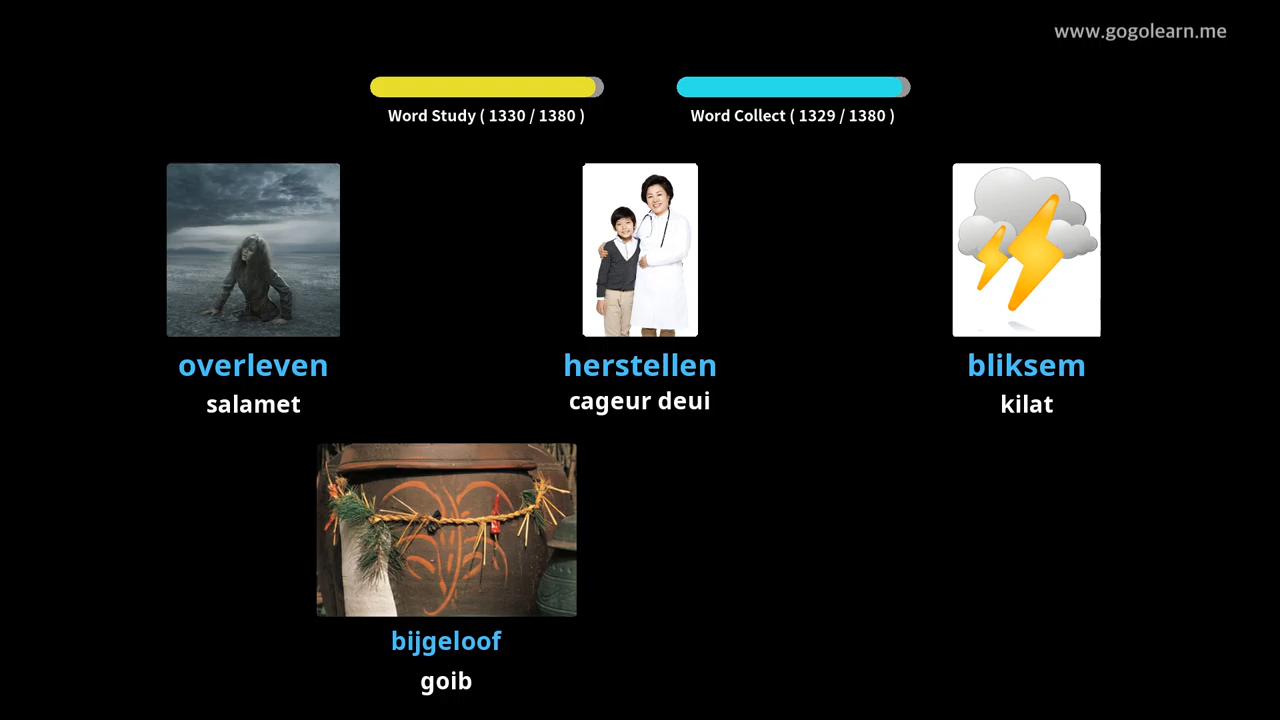 www.gogolearn.me
Word Study ( 1330 / 1380 )
Word Collect ( 1329 / 1380 )
overleven
salamet
herstellen
cageur deui
bliksem
kilat
bijgeloof
goib